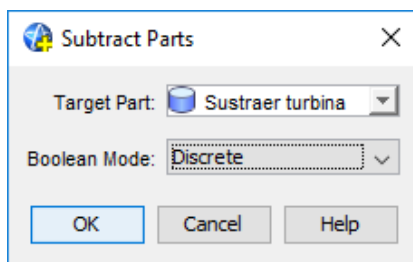 Subtract Parts
Target Part: Sustraer turbina
Boolean Mode: Discrete
OK Cancel Help